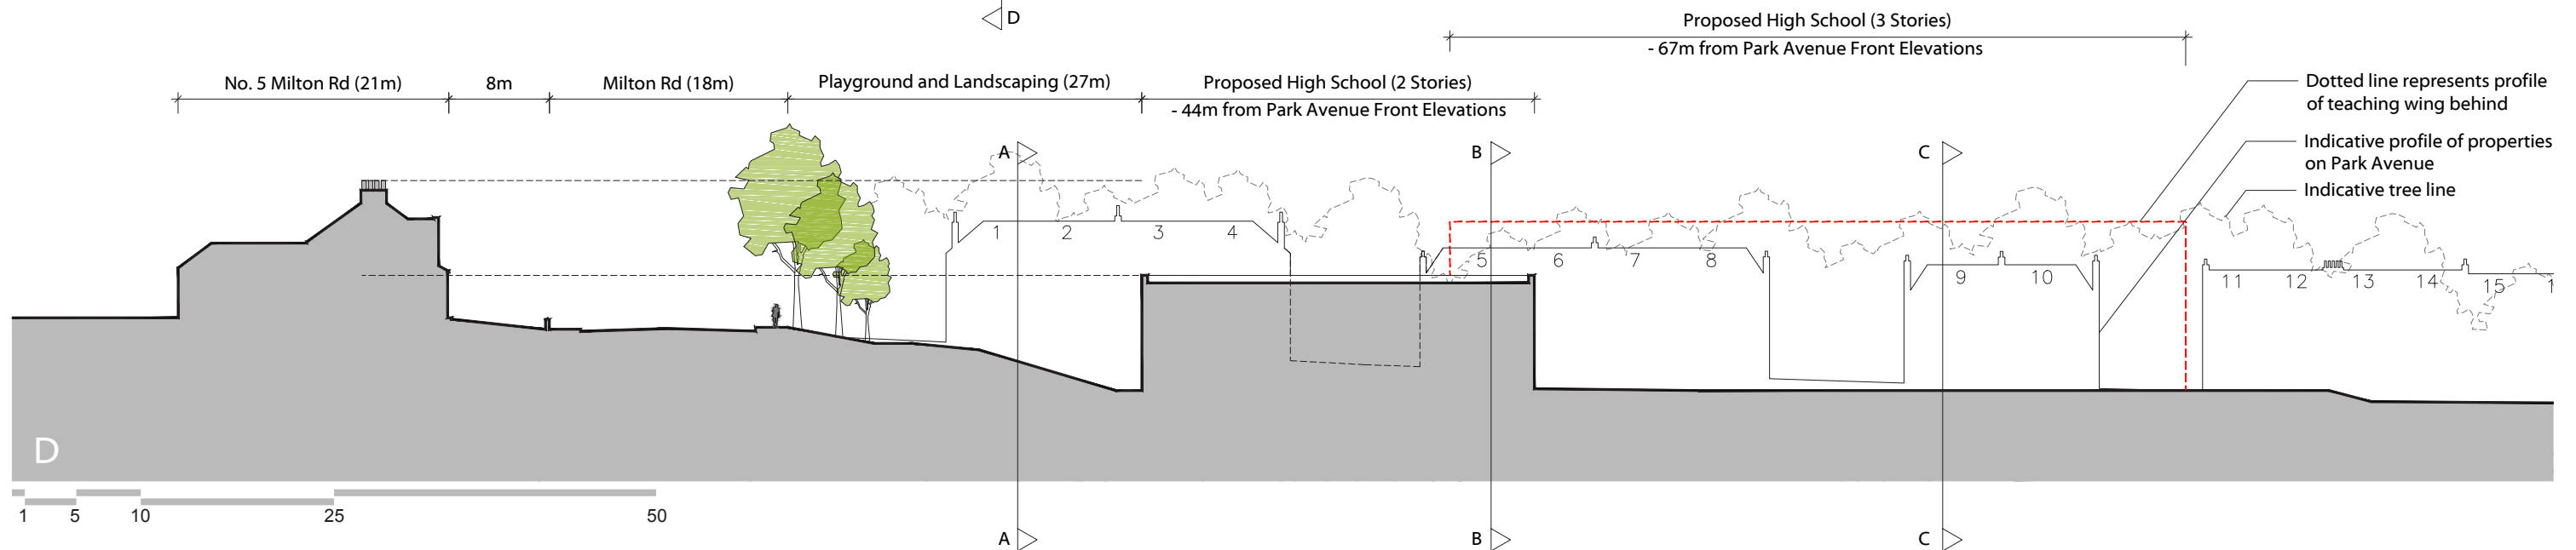 D
Proposed High School (3 Stories)
- 67m from Park Avenue Front Elevations
No. 5 Milton Rd (21m)
8m
Milton Rd (18m)
Playground and Landscaping (27m)
Proposed High School (2 Stories)
- 44m from Park Avenue Front Elevations
Dotted line represents profile
of teaching wing behind
Indicative profile of properties
on Park Avenue
Indicative tree line
A
B
C
1
2
3
4
5
6
7
8
9
10
11
12
13
14
15
1
D
1
5
10
25
50
A
B
C